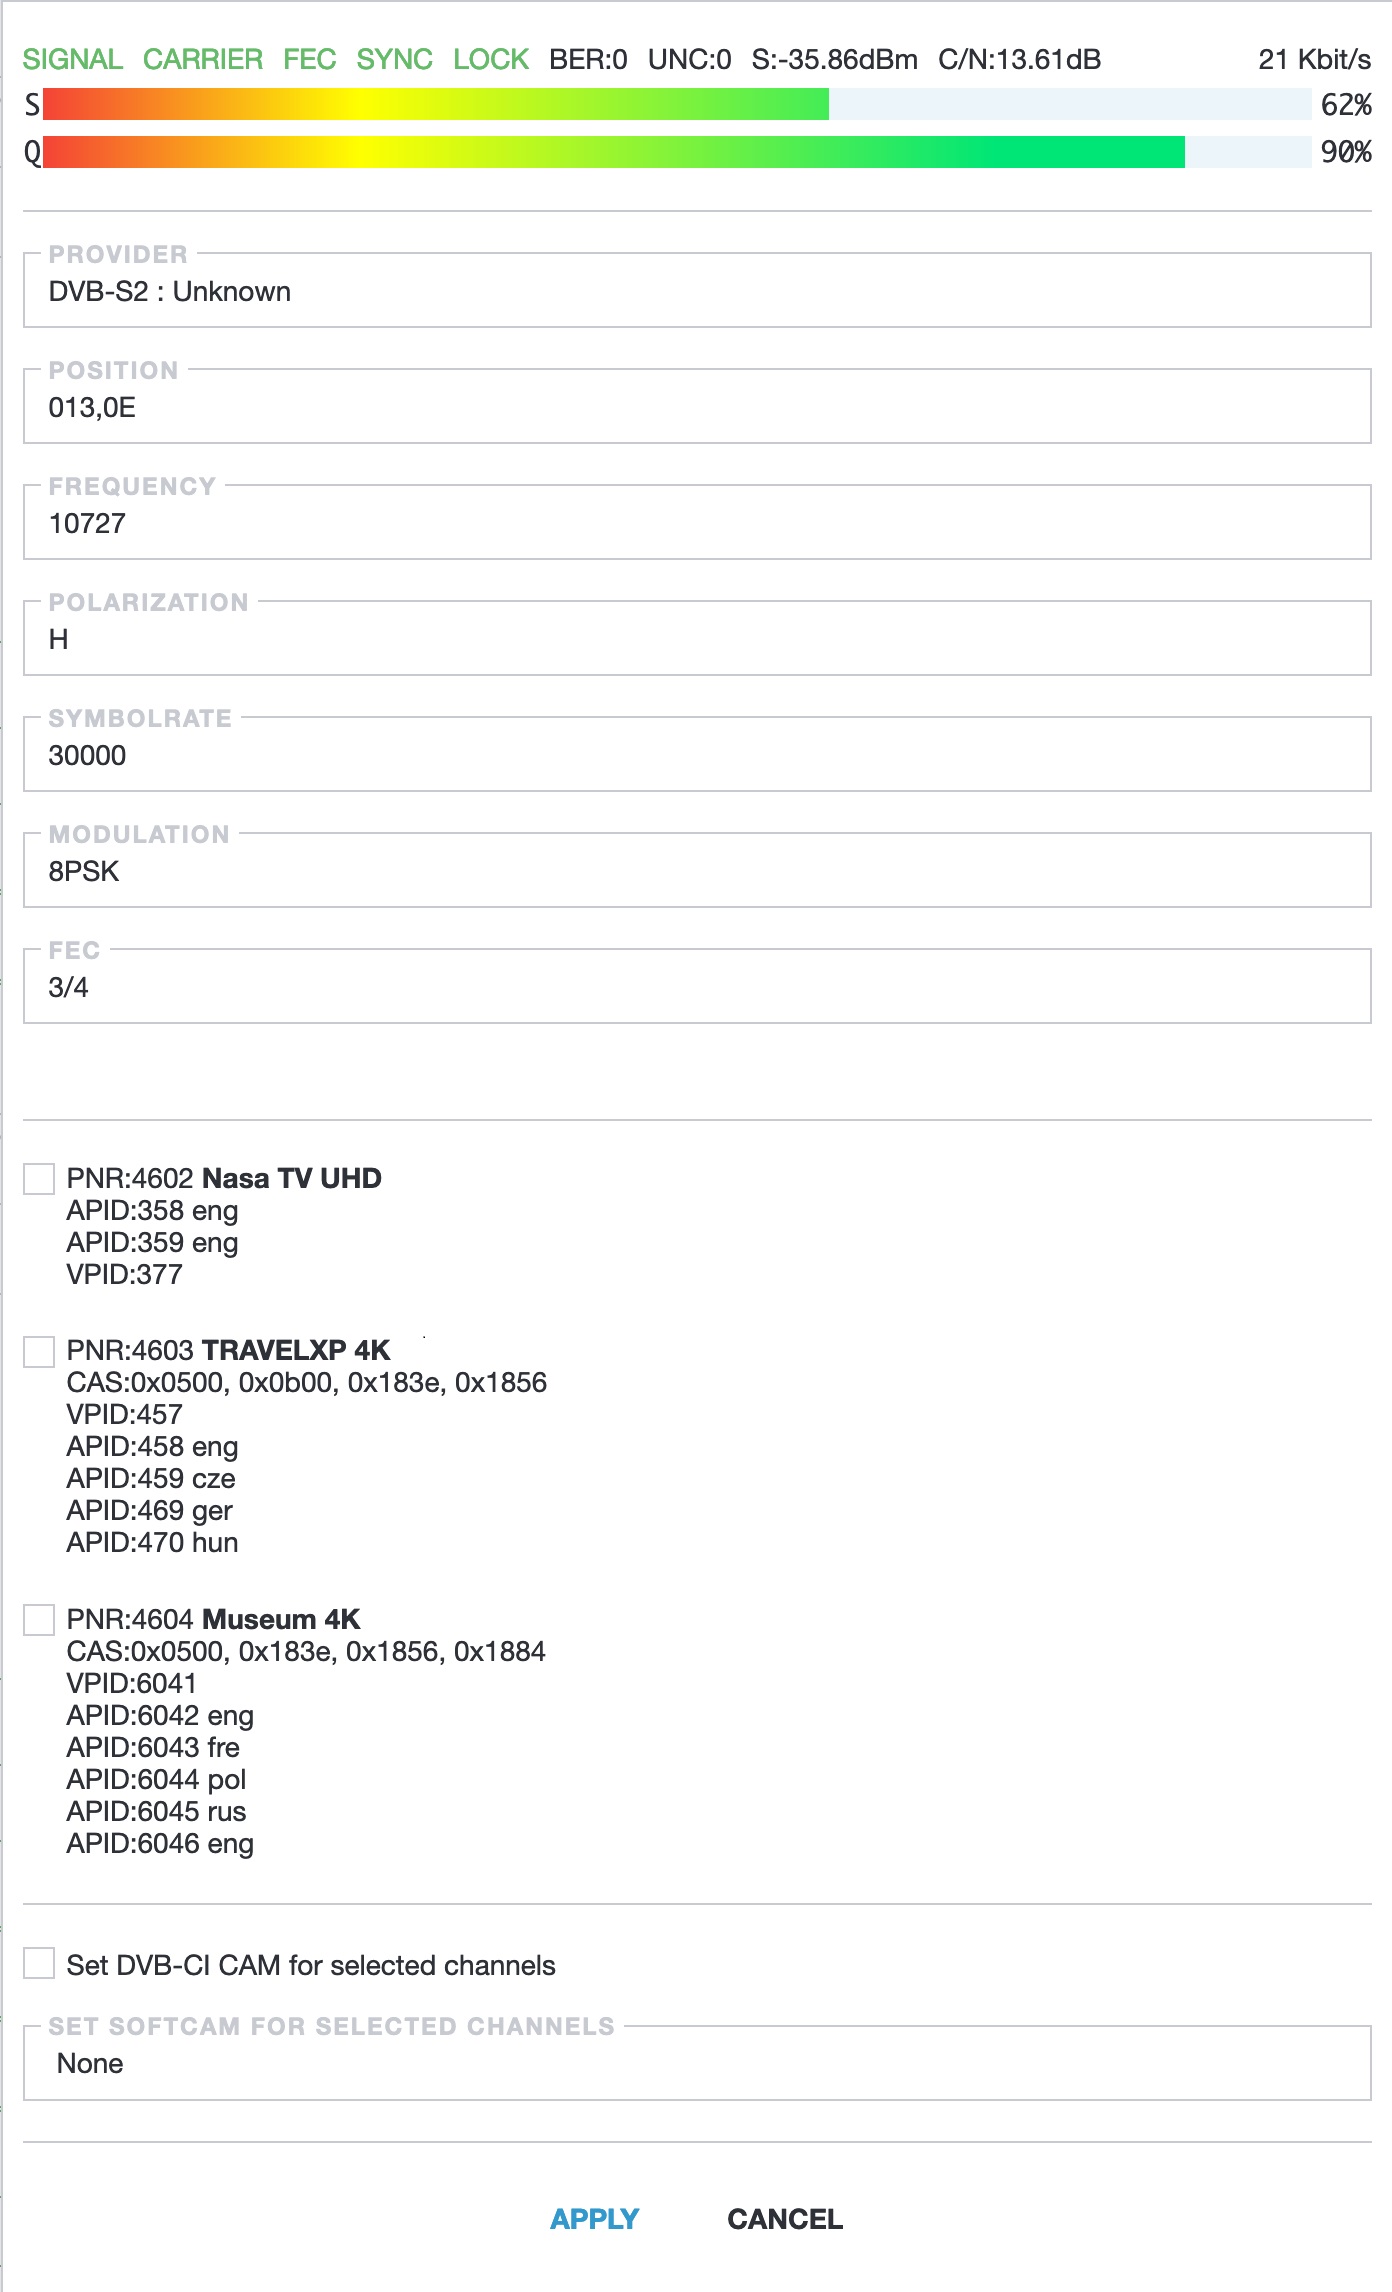 SIGNAL CARRIER FEC SYNC LOCK BER:0 UNC:0 S:-35.86dBm C/N:13.61dB 21 Kbit/s
S 62%
Q 90%
PROVIDER
DVB-S2 : Unknown
POSITION
013,0E
FREQUENCY
10727
POLARIZATION
H
SYMBOLRATE
30000
MODULATION
8PSK
FEC
3/4
PNR:4602 Nasa TV UHD
APID:358 eng
APID:359 eng
VPID:377
PNR:4603 TRAVELXP 4K
CAS:0x0500, 0x0b00, 0x183e, 0x1856
VPID:457
APID:458 eng
APID:459 cze
APID:469 ger
APID:470 hun
PNR:4604 Museum 4K
CAS:0x0500, 0x183e, 0x1856, 0x1884
VPID:6041
APID:6042 eng
APID:6043 fre
APID:6044 pol
APID:6045 rus
APID:6046 eng
Set DVB-CI CAM for selected channels
SET SOFTCAM FOR SELECTED CHANNELS
None
APPLY CANCEL